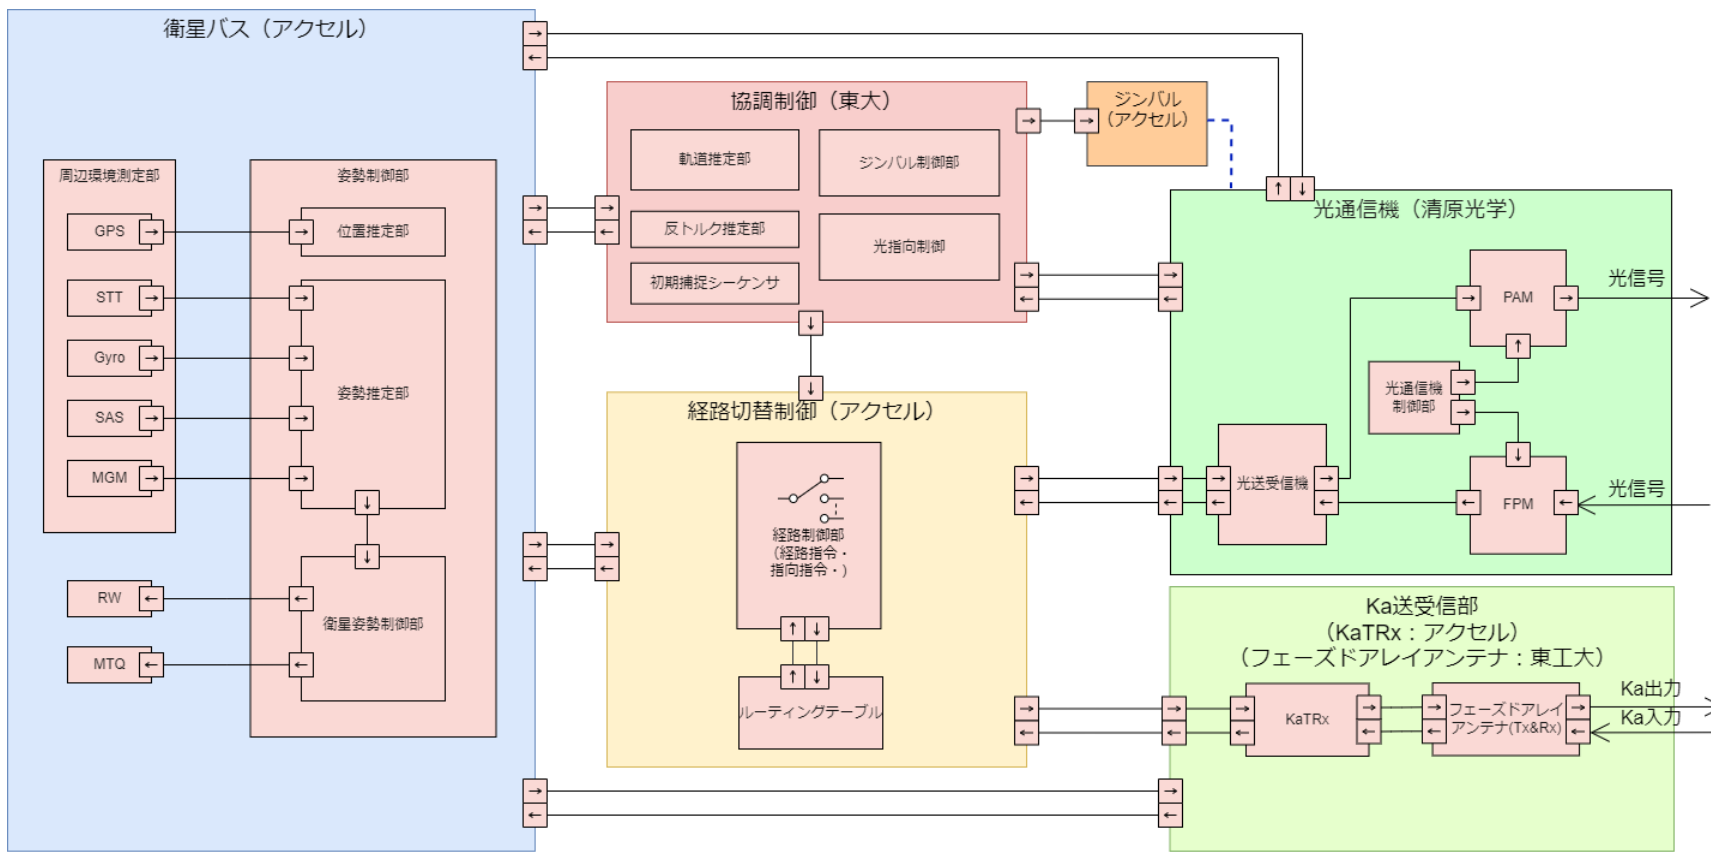 衛星バス（アクセル）
周辺環境測定部
GPS
STT
Gyro
SAS
MGM
RW
MTQ
姿勢制御部
位置推定部
姿勢推定部
衛星姿勢制御部
協調制御（東大）
軌道推定部
ジンバル制御部
反トルク推定部
光指向制御
初期捕捉シーケンサ
ジンバル
（アクセル）
経路切替制御（アクセル）
経路制御部
（経路指令・
指向指令・）
ルーティングテーブル
光通信機（清原光学）
PAM
光信号
光通信機
制御部
光送受信機
FPM
光信号
Ka送受信部
（KaTRx：アクセル）
（フェーズドアレイアンテナ：東工大）
KaTRx
フェーズドアレイ
アンテナ(Tx&Rx)
Ka出力
Ka入力